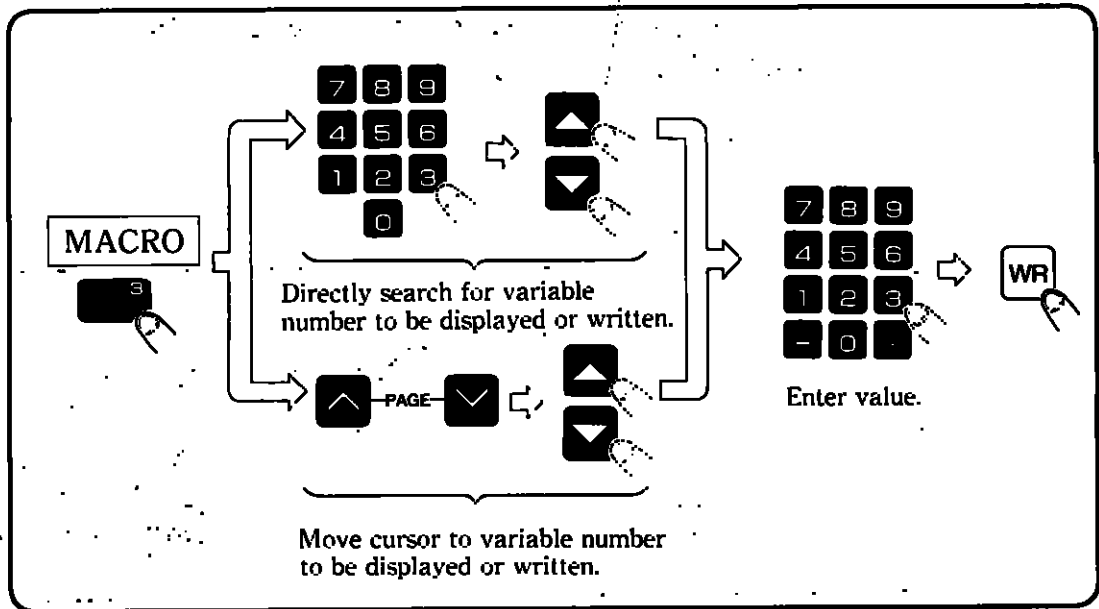 7 8 9
4 5 6
1 2 3
0
MACRO
3
Directly search for variable
number to be displayed or written.
PAGE
Move cursor to variable number
to be displayed or written.
7 8 9
4 5 6
1 2 3
- 0 .
WR
Enter value.